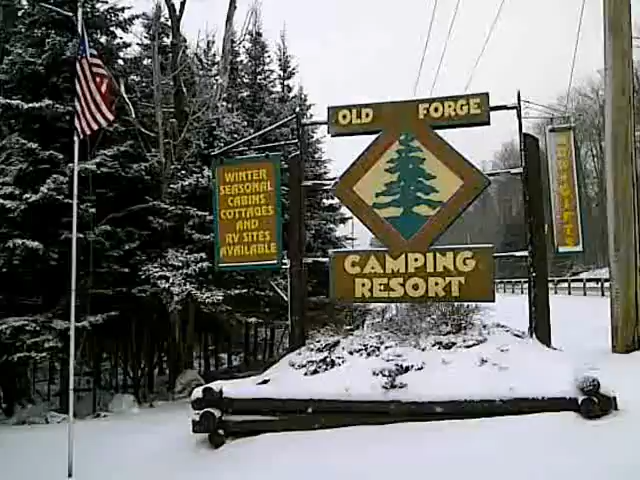 OLD FORGE
CAMPING
RESORT
WINTER
SEASONAL
CABINS
COTTAGES
AND
RV SITES
AVAILABLE